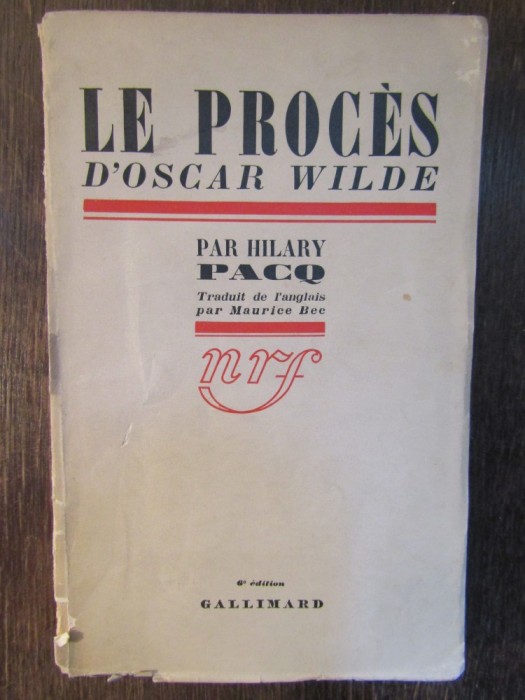 LE PROCÈS
D'OSCAR WILDE
PAR HILARY
PACQ
Traduit de l'anglais
par Maurice Bec
nrf
6e édition
GALLIMARD